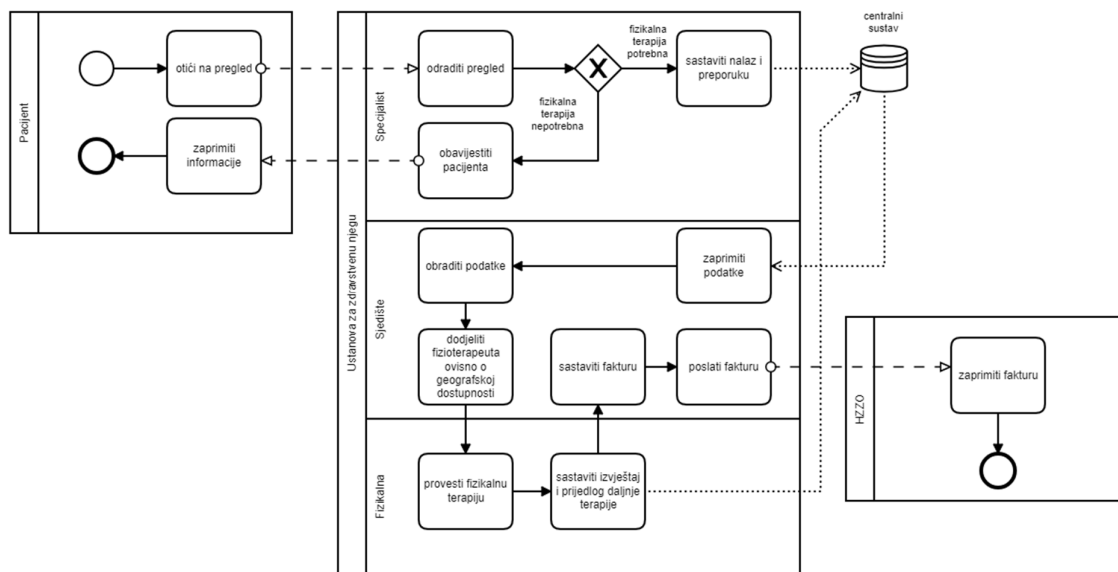 Pacijent
otići na pregled
zaprimiti
informacije
Ustanova za zdravstvenu njegu
Specijalist
odraditi pregled
fizikalna
terapija
potrebna
fizikalna
terapija
nepotrebna
sastaviti nalaz i
preporuku
obavijestiti
pacijenta
centralni
sustav
Sjedište
obraditi podatke
zaprimiti
podatke
dodjeliti
fizioterapeuta
ovisno o
geografskoj
dostupnosti
sastaviti fakturu
poslati fakturu
Fizikalna
provesti fizikalnu
terapiju
sastaviti izvještaj
i prijedlog daljnje
terapije
HZZO
zaprimiti fakturu